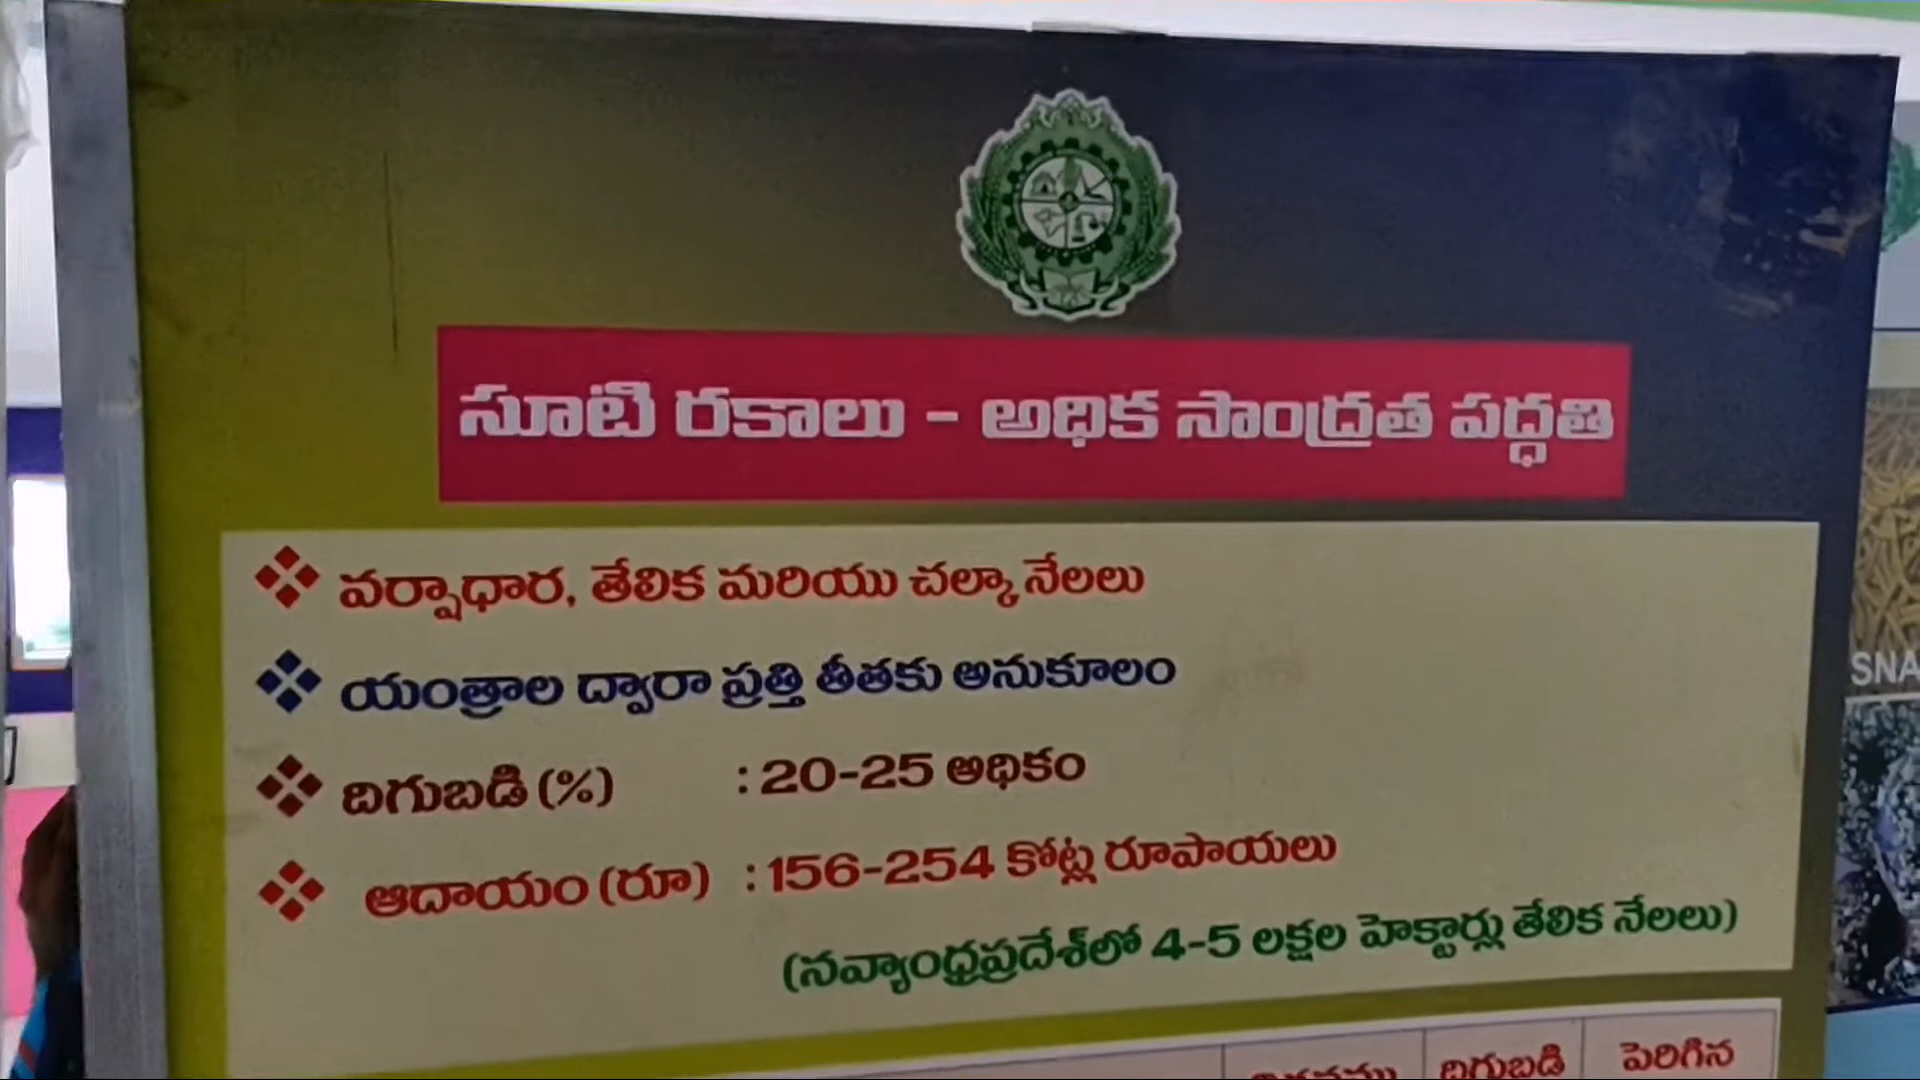 సూటి రకాలు - అధిక సాంద్రత పద్ధతి
వర్షాధార, తేలిక మరియు చల్కా నేలలు
యంత్రాల ద్వారా ప్రత్తి తీతకు అనుకూలం
దిగుబడి (%) : 20-25 అధికం
ఆదాయం (రూ) : 156-254 కోట్ల రూపాయలు
(నవ్యాంధ్రప్రదేశ్‌లో 4-5 లక్షల హెక్టార్లు తేలిక నేలలు)
దిగుబడి పెరిగిన
SNA